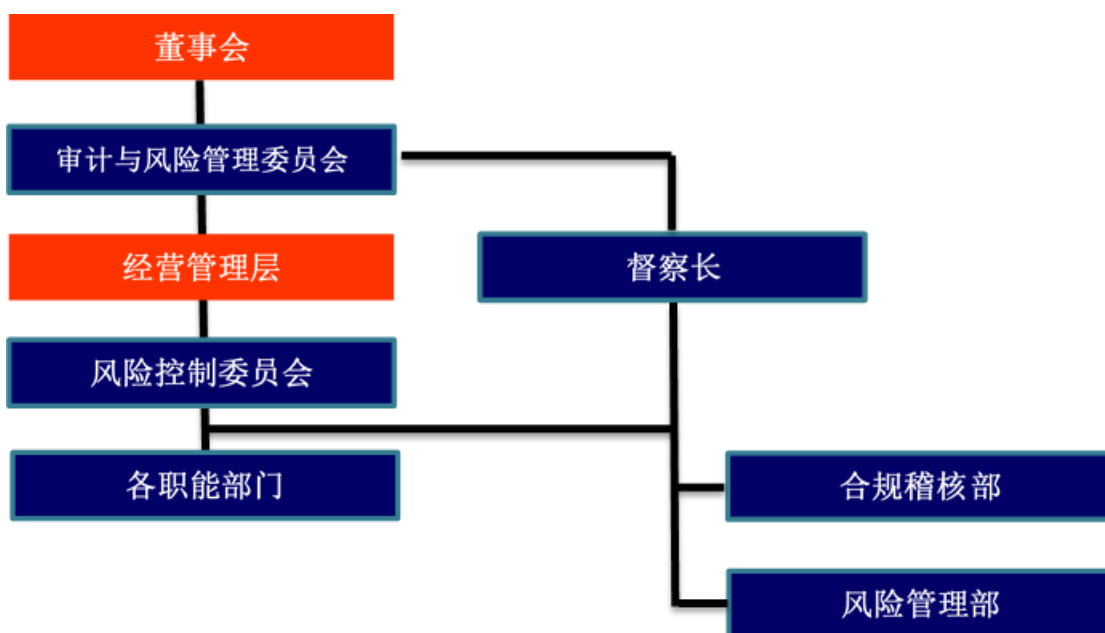 董事会
审计与风险管理委员会
经营管理层
督察长
风险控制委员会
各职能部门
合规稽核部
风险管理部